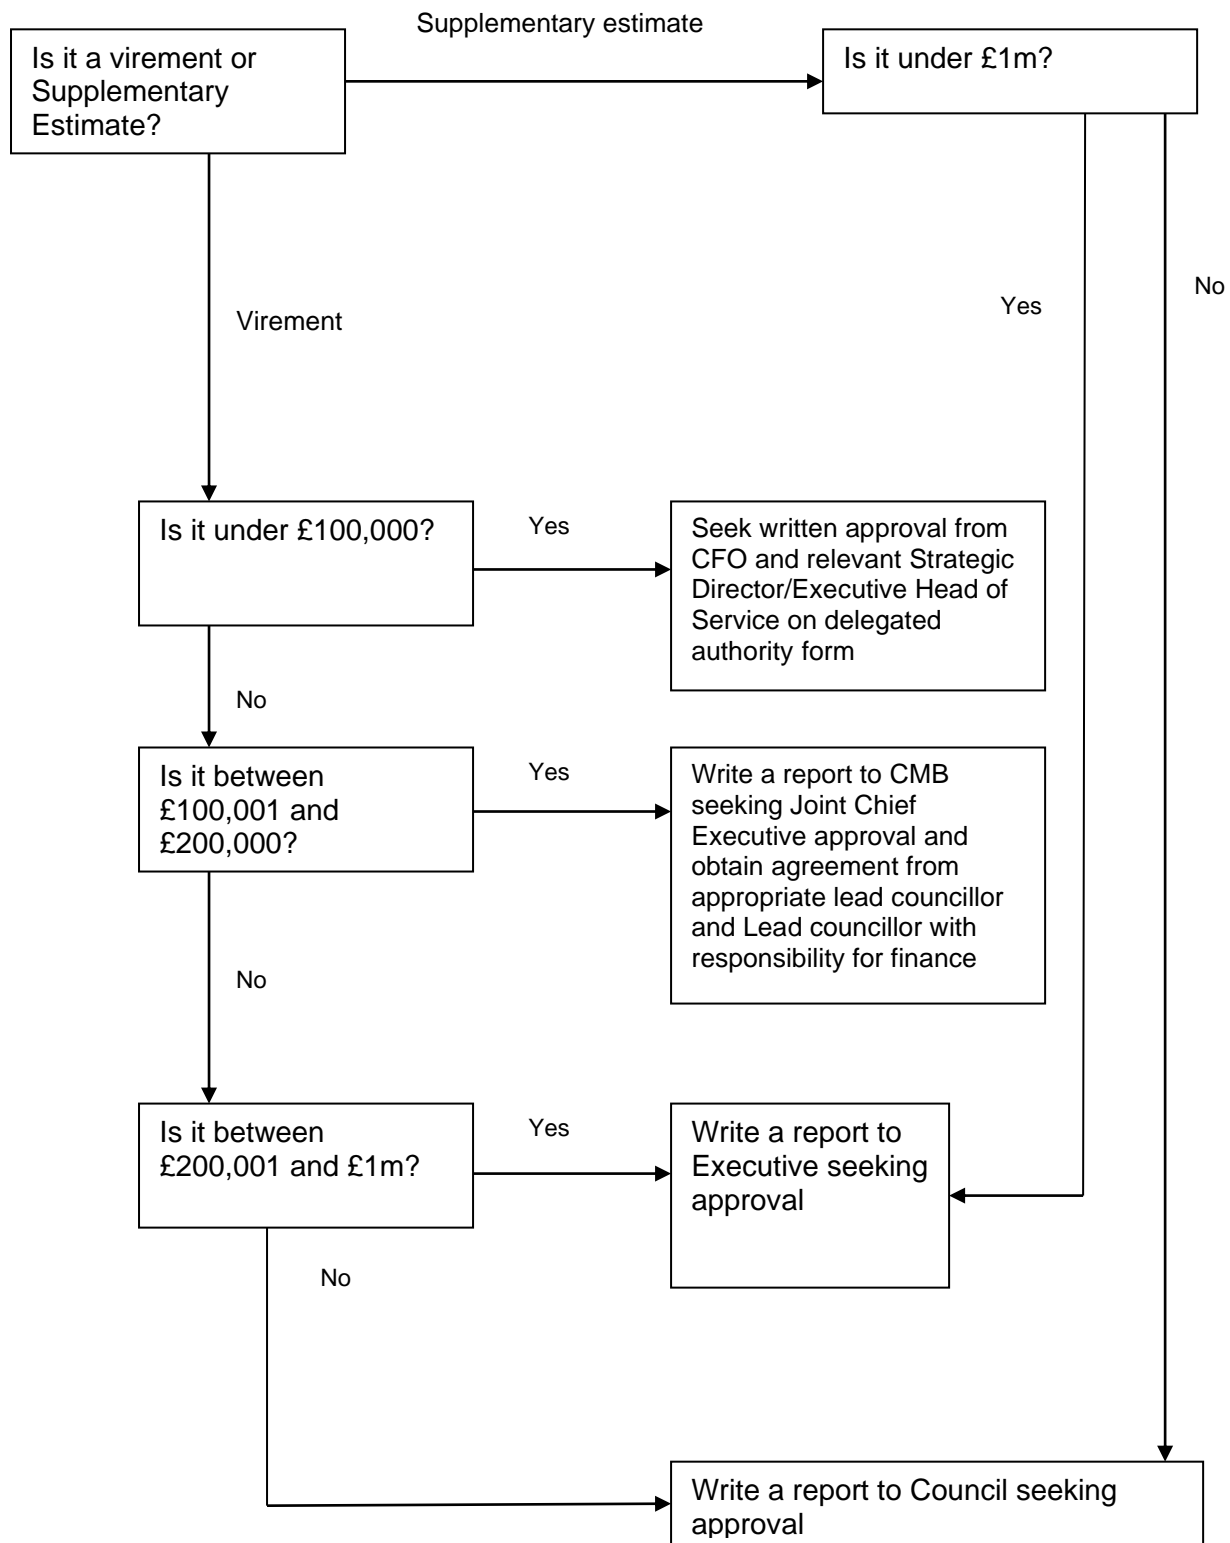 Supplementary estimate
Is it a virement or
Supplementary
Estimate?
Is it under £1m?
No
Yes
Virement
Is it under £100,000?
Yes
Seek written approval from
CFO and relevant Strategic
Director/Executive Head of
Service on delegated
authority form
No
Is it between
£100,001 and
£200,000?
Yes
Write a report to CMB
seeking Joint Chief
Executive approval and
obtain agreement from
appropriate lead councillor
and Lead councillor with
responsibility for finance
No
Is it between
£200,001 and £1m?
Yes
Write a report to
Executive seeking
approval
No
Write a report to Council seeking
approval